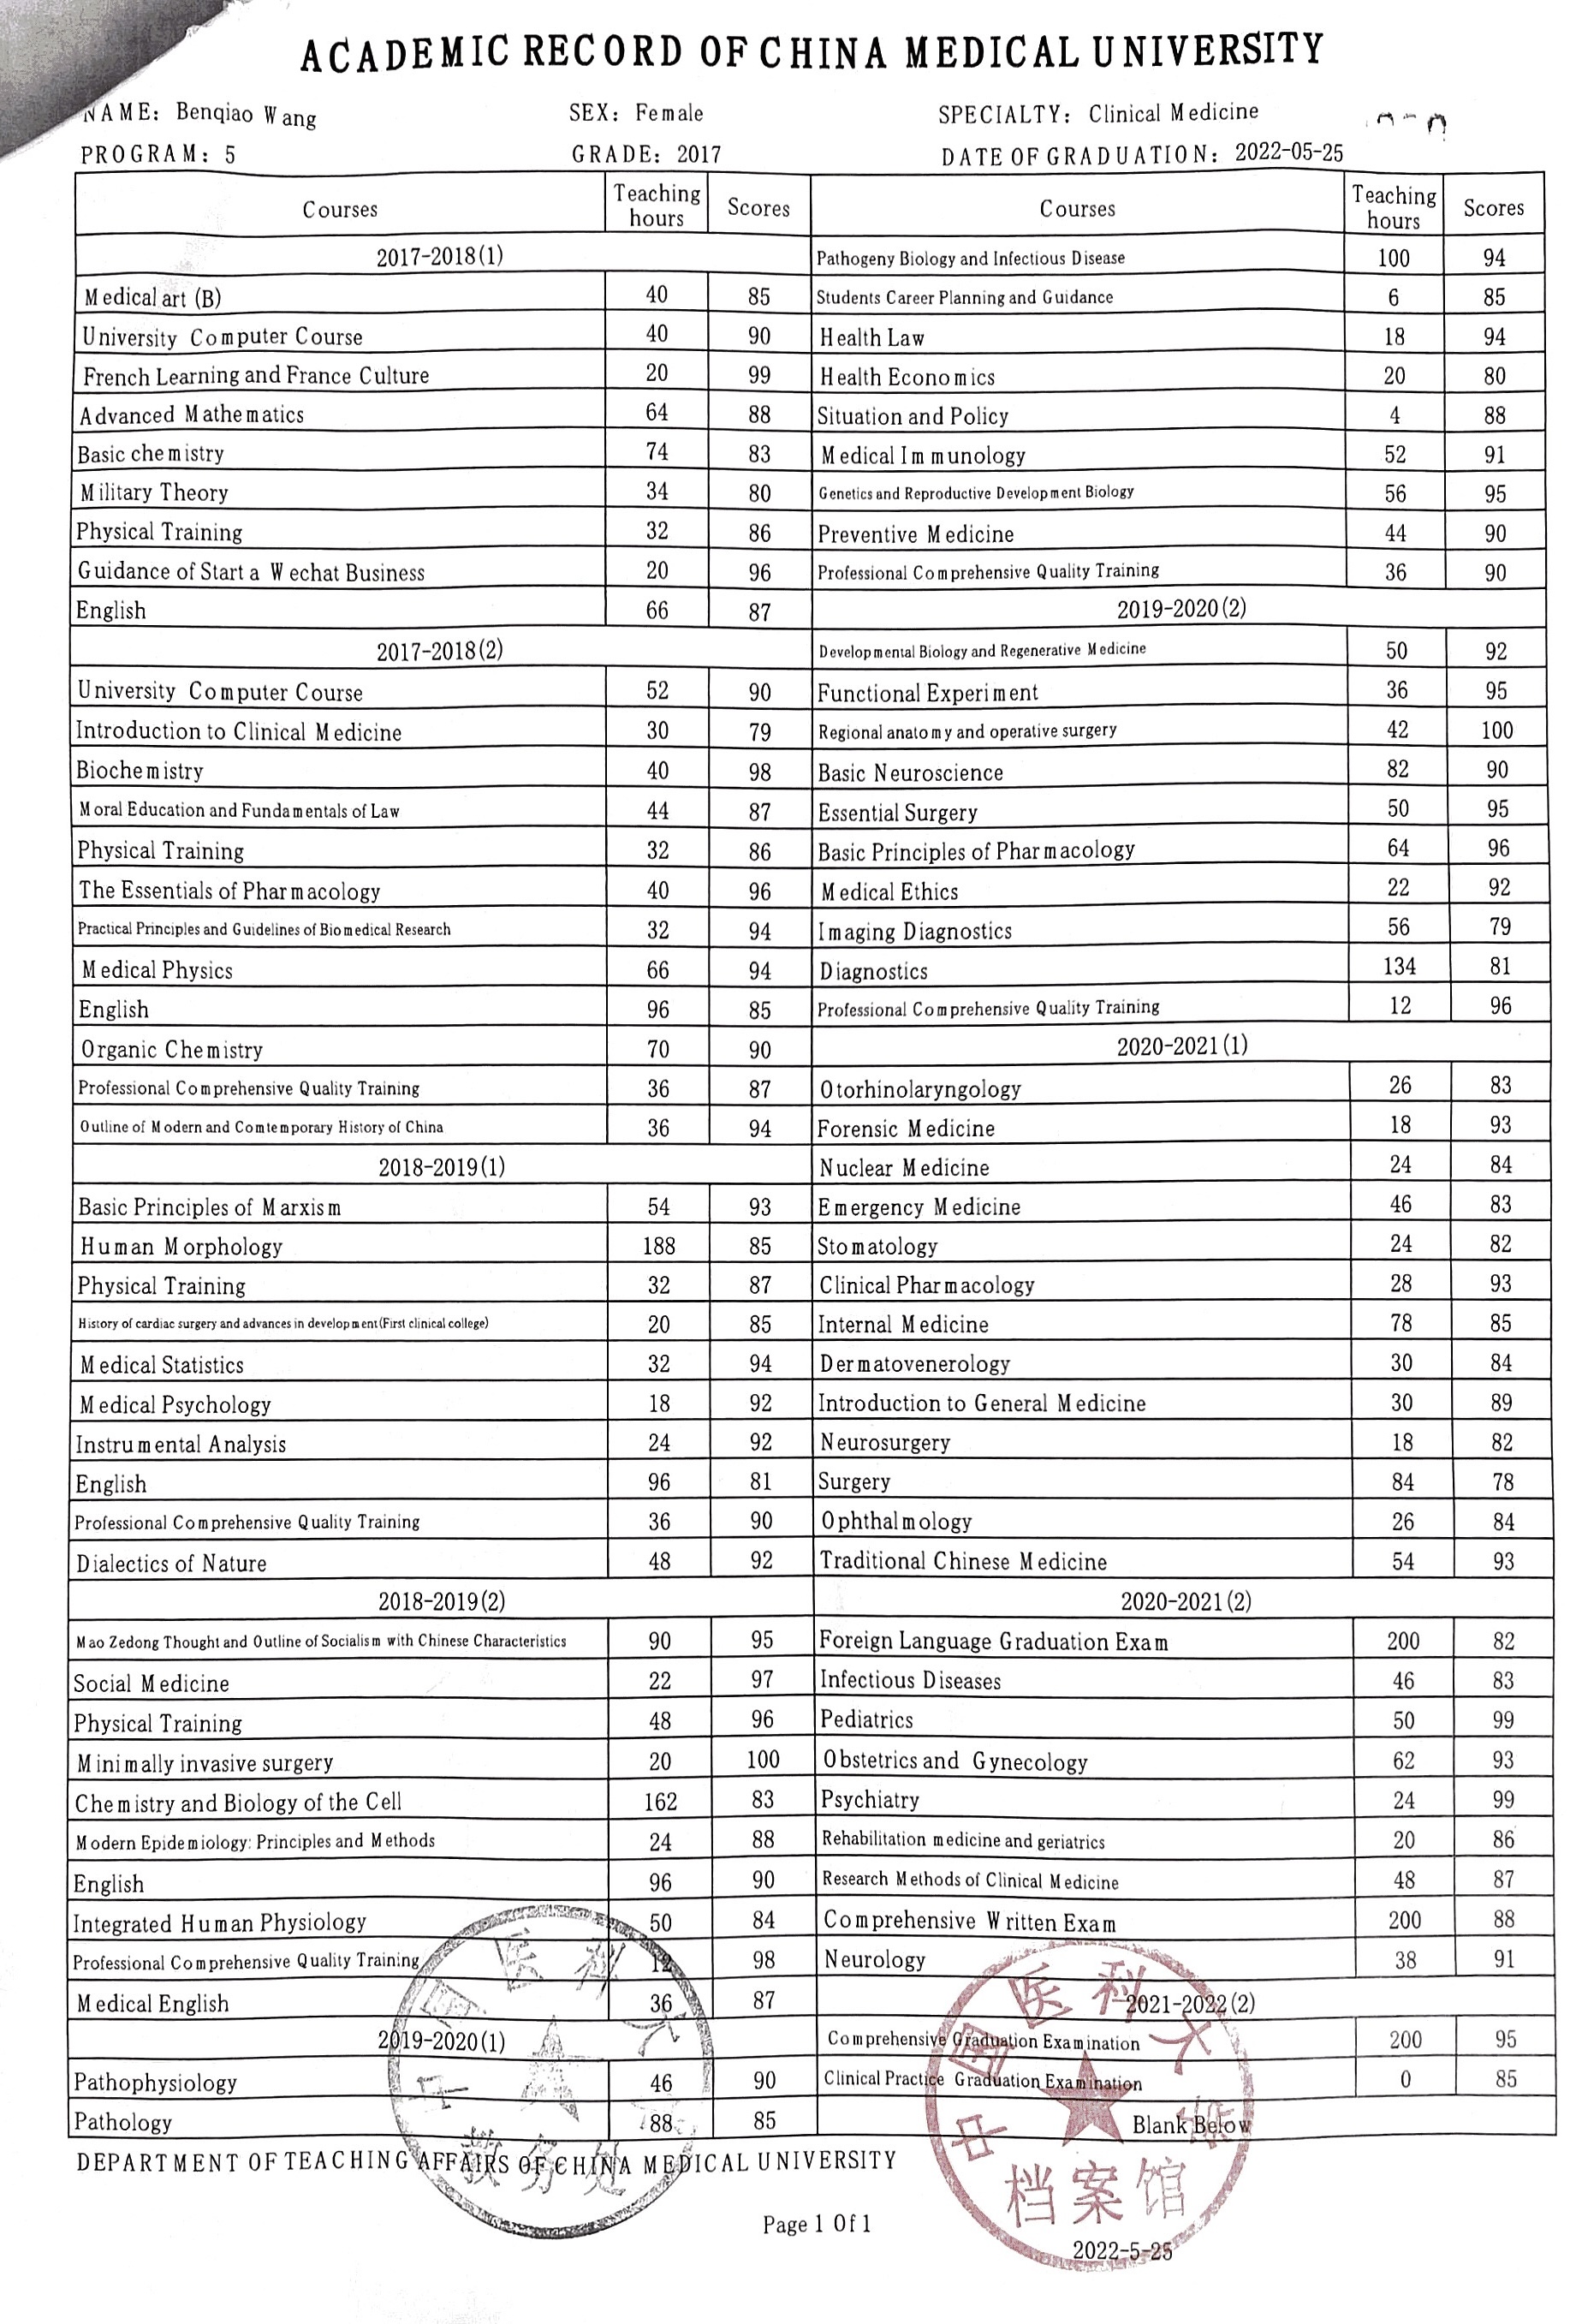 ACADEMIC RECORD OF CHINA MEDICAL UNIVERSITY
NAME: Benqiao Wang SEX: Female SPECIALTY: Clinical Medicine
PROGRAM: 5 GRADE: 2017 DATE OF GRADUATION: 2022-05-25
Courses Teaching hours Scores
2017-2018(1)
Medical art (B) 40 85
University Computer Course 40 90
French Learning and France Culture 20 99
Advanced Mathematics 64 88
Basic chemistry 74 83
Military Theory 34 80
Physical Training 32 86
Guidance of Start a Wechat Business 20 96
English 66 87
2017-2018(2)
University Computer Course 52 90
Introduction to Clinical Medicine 30 79
Biochemistry 40 98
Moral Education and Fundamentals of Law 44 87
Physical Training 32 86
The Essentials of Pharmacology 40 96
Practical Principles and Guidelines of Biomedical Research 32 94
Medical Physics 66 94
English 96 85
Organic Chemistry 70 90
Professional Comprehensive Quality Training 36 87
Outline of Modern and Comtemporary History of China 36 94
2018-2019(1)
Basic Principles of Marxism 54 93
Human Morphology 188 85
Physical Training 32 87
History of cardiac surgery and advances in development(First clinical college) 20 85
Medical Statistics 32 94
Medical Psychology 18 92
Instrumental Analysis 24 92
English 96 81
Professional Comprehensive Quality Training 36 90
Dialectics of Nature 48 92
2018-2019(2)
Mao Zedong Thought and Outline of Socialism with Chinese Characteristics 90 95
Social Medicine 22 97
Physical Training 48 96
Minimally invasive surgery 20 100
Chemistry and Biology of the Cell 162 83
Modern Epidemiology: Principles and Methods 24 88
English 96 90
Integrated Human Physiology 50 84
Professional Comprehensive Quality Training 12 98
Medical English 36 87
2019-2020(1)
Pathophysiology 46 90
Pathology 88 85
Courses Teaching hours Scores
Pathogeny Biology and Infectious Disease 100 94
Students Career Planning and Guidance 6 85
Health Law 18 94
Health Economics 20 80
Situation and Policy 4 88
Medical Immunology 52 91
Genetics and Reproductive Development Biology 56 95
Preventive Medicine 44 90
Professional Comprehensive Quality Training 36 90
2019-2020(2)
Developmental Biology and Regenerative Medicine 50 92
Functional Experiment 36 95
Regional anatomy and operative surgery 42 100
Basic Neuroscience 82 90
Essential Surgery 50 95
Basic Principles of Pharmacology 64 96
Medical Ethics 22 92
Imaging Diagnostics 56 79
Diagnostics 134 81
Professional Comprehensive Quality Training 12 96
2020-2021(1)
Otorhinolaryngology 26 83
Forensic Medicine 18 93
Nuclear Medicine 24 84
Emergency Medicine 46 83
Stomatology 24 82
Clinical Pharmacology 28 93
Internal Medicine 78 85
Dermatovenerology 30 84
Introduction to General Medicine 30 89
Neurosurgery 18 82
Surgery 84 78
Ophthalmology 26 84
Traditional Chinese Medicine 54 93
2020-2021(2)
Foreign Language Graduation Exam 200 82
Infectious Diseases 46 83
Pediatrics 50 99
Obstetrics and Gynecology 62 93
Psychiatry 24 99
Rehabilitation medicine and geriatrics 20 86
Research Methods of Clinical Medicine 48 87
Comprehensive Written Exam 200 88
Neurology 38 91
2021-2022(2)
Comprehensive Graduation Examination 200 95
Clinical Practice Graduation Examination 0 85
Blank Below
中国医科大
教务处
中国医科大学
档案馆
DEPARTMENT OF TEACHING AFFAIRS OF CHINA MEDICAL UNIVERSITY
Page 1 Of 1
2022-5-25